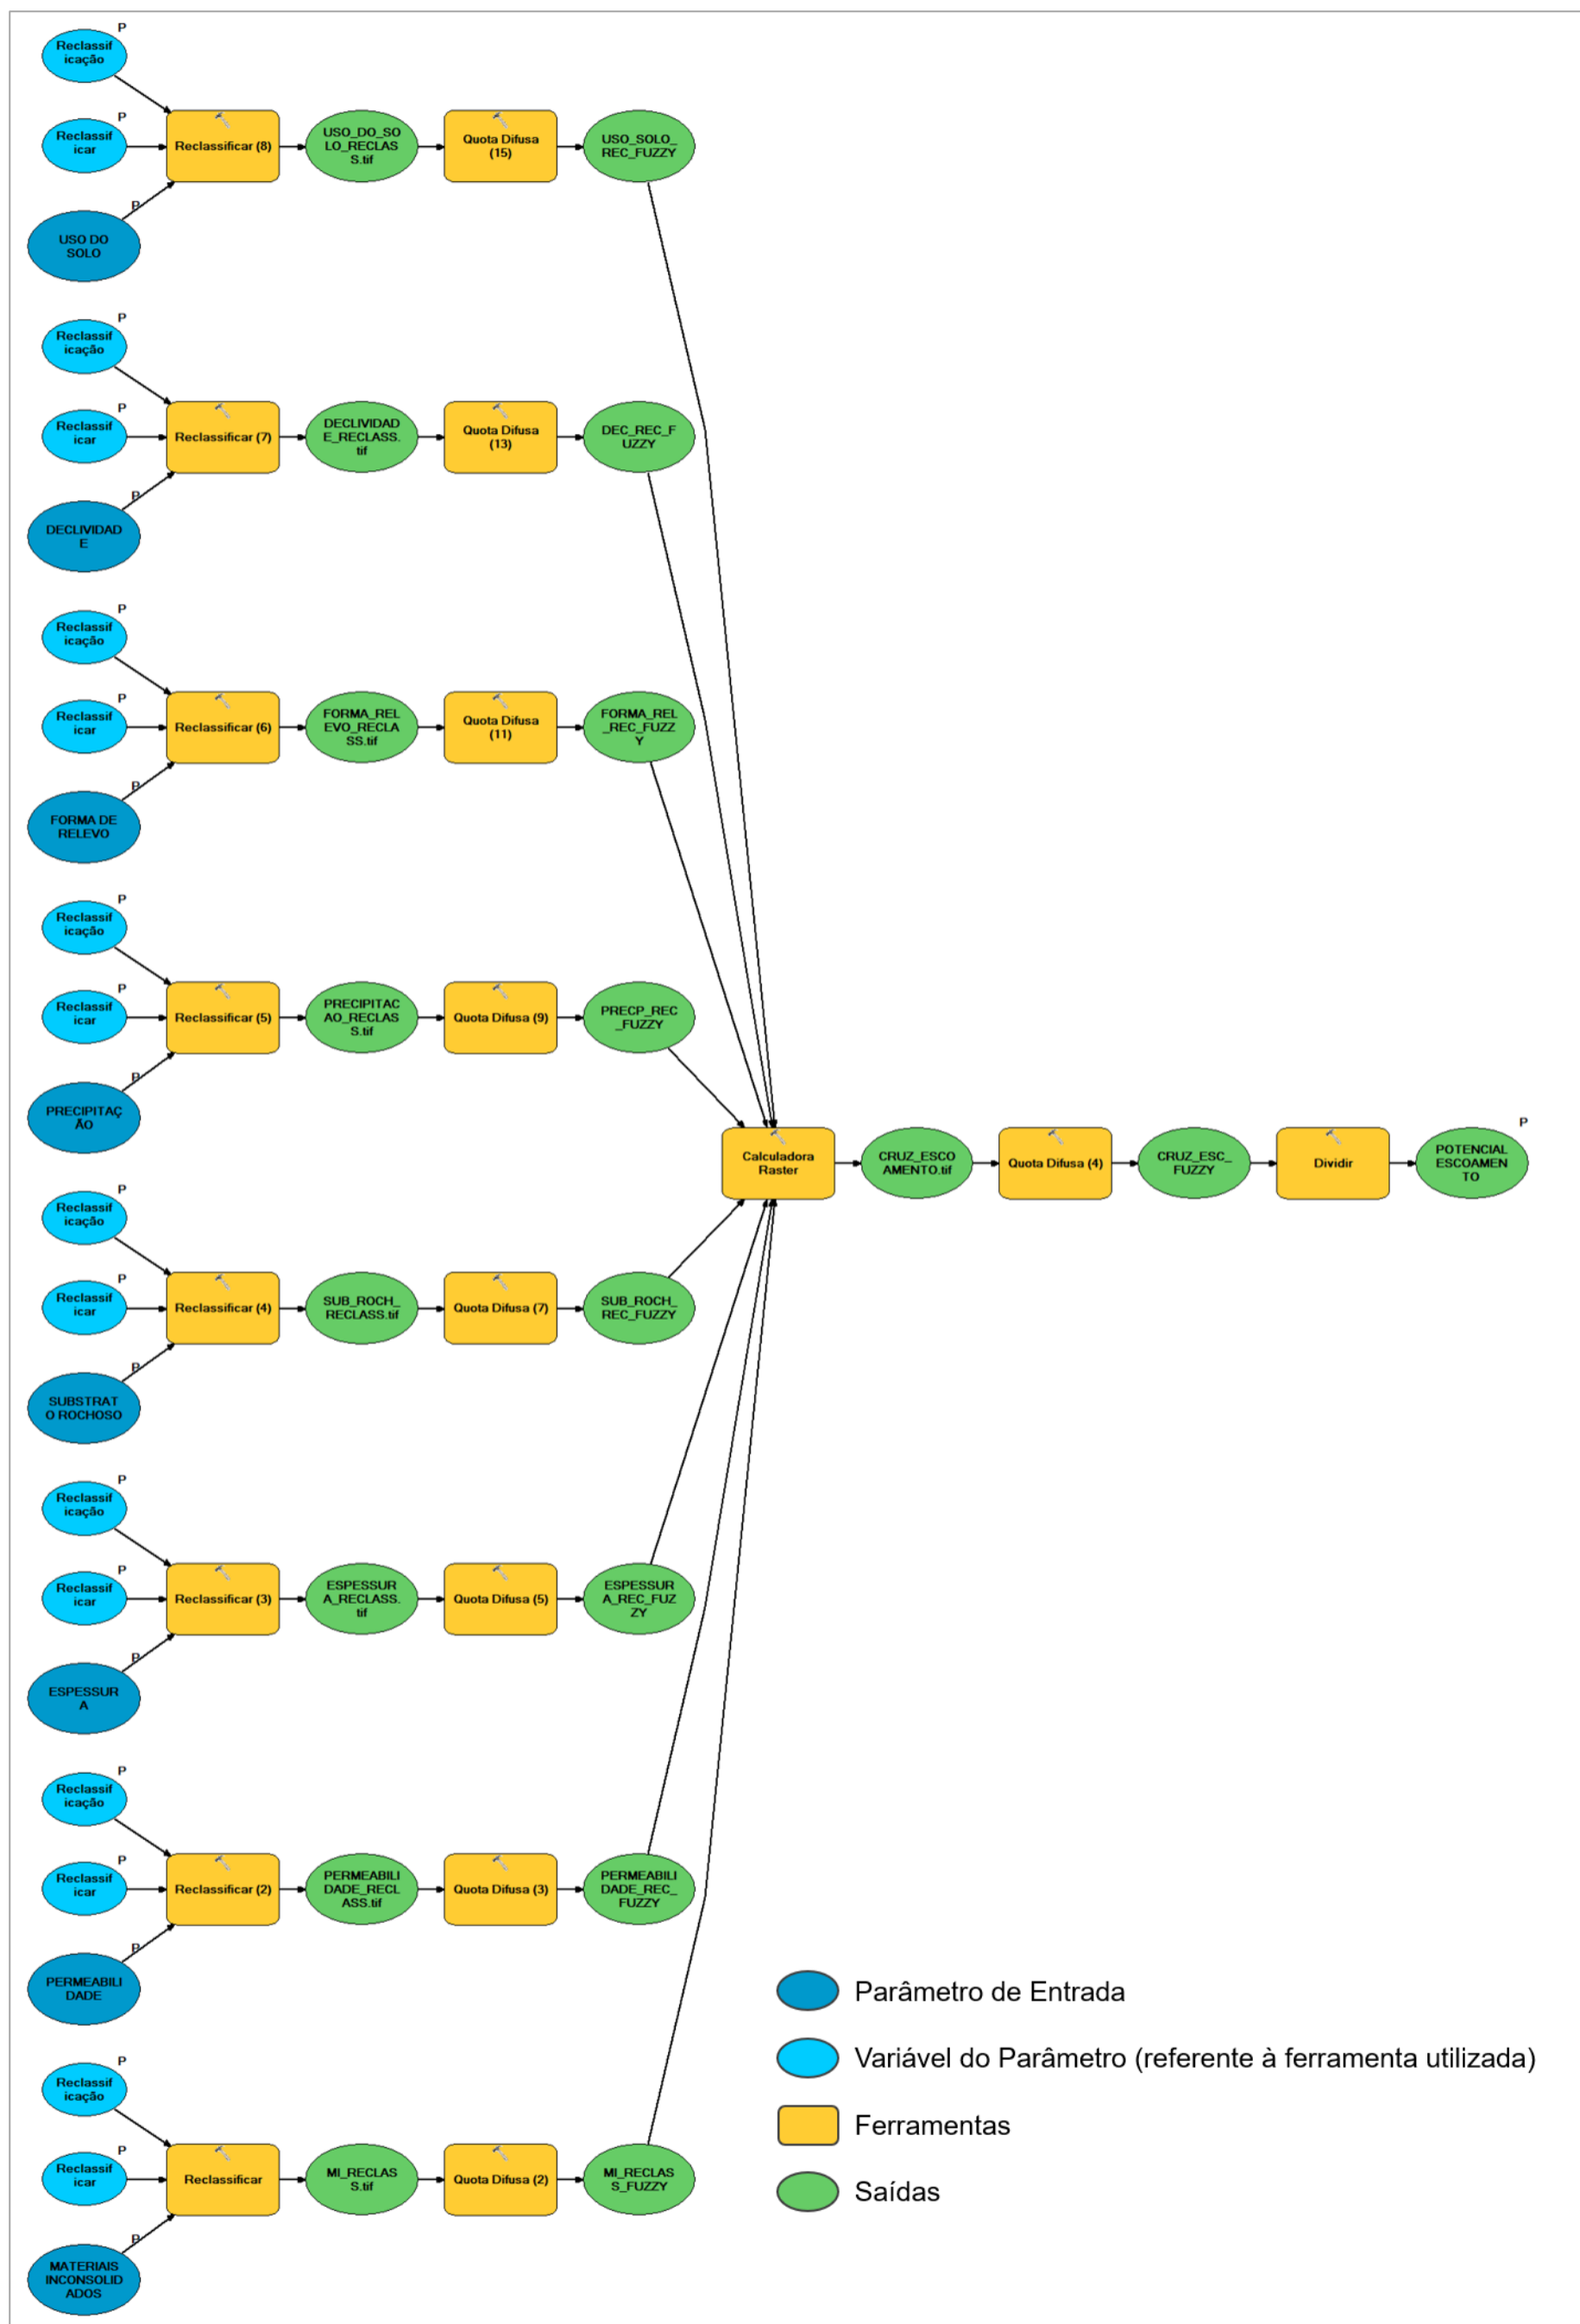 P
Reclassif
icação
P
Reclassif
icar
Reclassificar (8)
USO_DO_SO
LO_RECLAS
S.tif
Quota Difusa
(15)
USO_SOLO_
REC_FUZZY
P
USO DO
SOLO
P
Reclassif
icação
P
Reclassif
icar
Reclassificar (7)
DECLIVIDAD
E_RECLASS.
tif
Quota Difusa
(13)
DEC_REC_F
UZZY
P
DECLIVIDAD
E
P
Reclassif
icação
P
Reclassif
icar
Reclassificar (6)
FORMA_REL
EVO_RECLA
SS.tif
Quota Difusa
(11)
FORMA_REL
_REC_FUZZ
Y
P
FORMA DE
RELEVO
P
Reclassif
icação
P
Reclassif
icar
Reclassificar (5)
PRECIPITAC
AO_RECLAS
S.tif
Quota Difusa (9)
PRECP_REC
_FUZZY
P
PRECIPITAÇ
ÃO
Calculadora
Raster
CRUZ_ESCO
AMENTO.tif
Quota Difusa (4)
CRUZ_ESC_
FUZZY
Dividir
P
POTENCIAL
ESCOAMEN
TO
P
Reclassif
icação
P
Reclassif
icar
Reclassificar (4)
SUB_ROCH_
RECLASS.tif
Quota Difusa (7)
SUB_ROCH_
REC_FUZZY
P
SUBSTRAT
O ROCHOSO
P
Reclassif
icação
P
Reclassif
icar
Reclassificar (3)
ESPESSUR
A_RECLASS.
tif
Quota Difusa (5)
ESPESSUR
A_REC_FUZ
ZY
P
ESPESSUR
A
P
Reclassif
icação
P
Reclassif
icar
Reclassificar (2)
PERMEABILI
DADE_RECL
ASS.tif
Quota Difusa (3)
PERMEABILI
DADE_REC_
FUZZY
P
PERMEABILI
DADE
P
Reclassif
icação
P
Reclassif
icar
Reclassificar
MI_RECLAS
S.tif
Quota Difusa (2)
MI_RECLAS
S_FUZZY
P
MATERIAIS
INCONSOLID
ADOS
Parâmetro de Entrada
Variável do Parâmetro (referente à ferramenta utilizada)
Ferramentas
Saídas